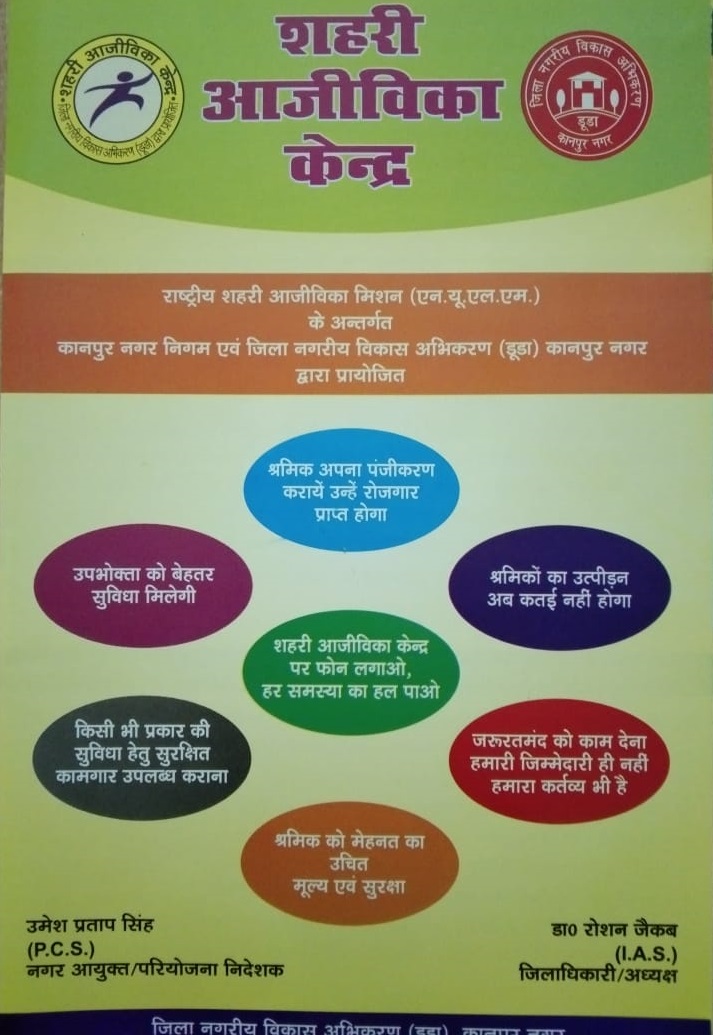 शहरी
आजीविका
केन्द्र
शहरी आजीविका केन्द्र
जिला नगरीय विकास अभिकरण (डूडा) द्वारा प्रायोजित
जिला नगरीय विकास अभिकरण
डूडा
कानपुर नगर
राष्ट्रीय शहरी आजीविका मिशन (एन.यू.एल.एम.)
के अन्तर्गत
कानपुर नगर निगम एवं जिला नगरीय विकास अभिकरण (डूडा) कानपुर नगर
द्वारा प्रायोजित
श्रमिक अपना पंजीकरण
करायें उन्हें रोजगार
प्राप्त होगा
उपभोक्ता को बेहतर
सुविधा मिलेगी
श्रमिकों का उत्पीड़न
अब कतई नहीं होगा
शहरी आजीविका केन्द्र
पर फोन लगाओ,
हर समस्या का हल पाओ
किसी भी प्रकार की
सुविधा हेतु सुरक्षित
कामगार उपलब्ध कराना
जरूरतमंद को काम देना
हमारी जिम्मेदारी ही नहीं
हमारा कर्तव्य भी है
श्रमिक को मेहनत का
उचित
मूल्य एवं सुरक्षा
उमेश प्रताप सिंह
(P.C.S.)
नगर आयुक्त/परियोजना निदेशक
डा0 रोशन जैकब
(I.A.S.)
जिलाधिकारी/अध्यक्ष
जिला नगरीय विकास अभिकरण (डूडा), कानपुर नगर